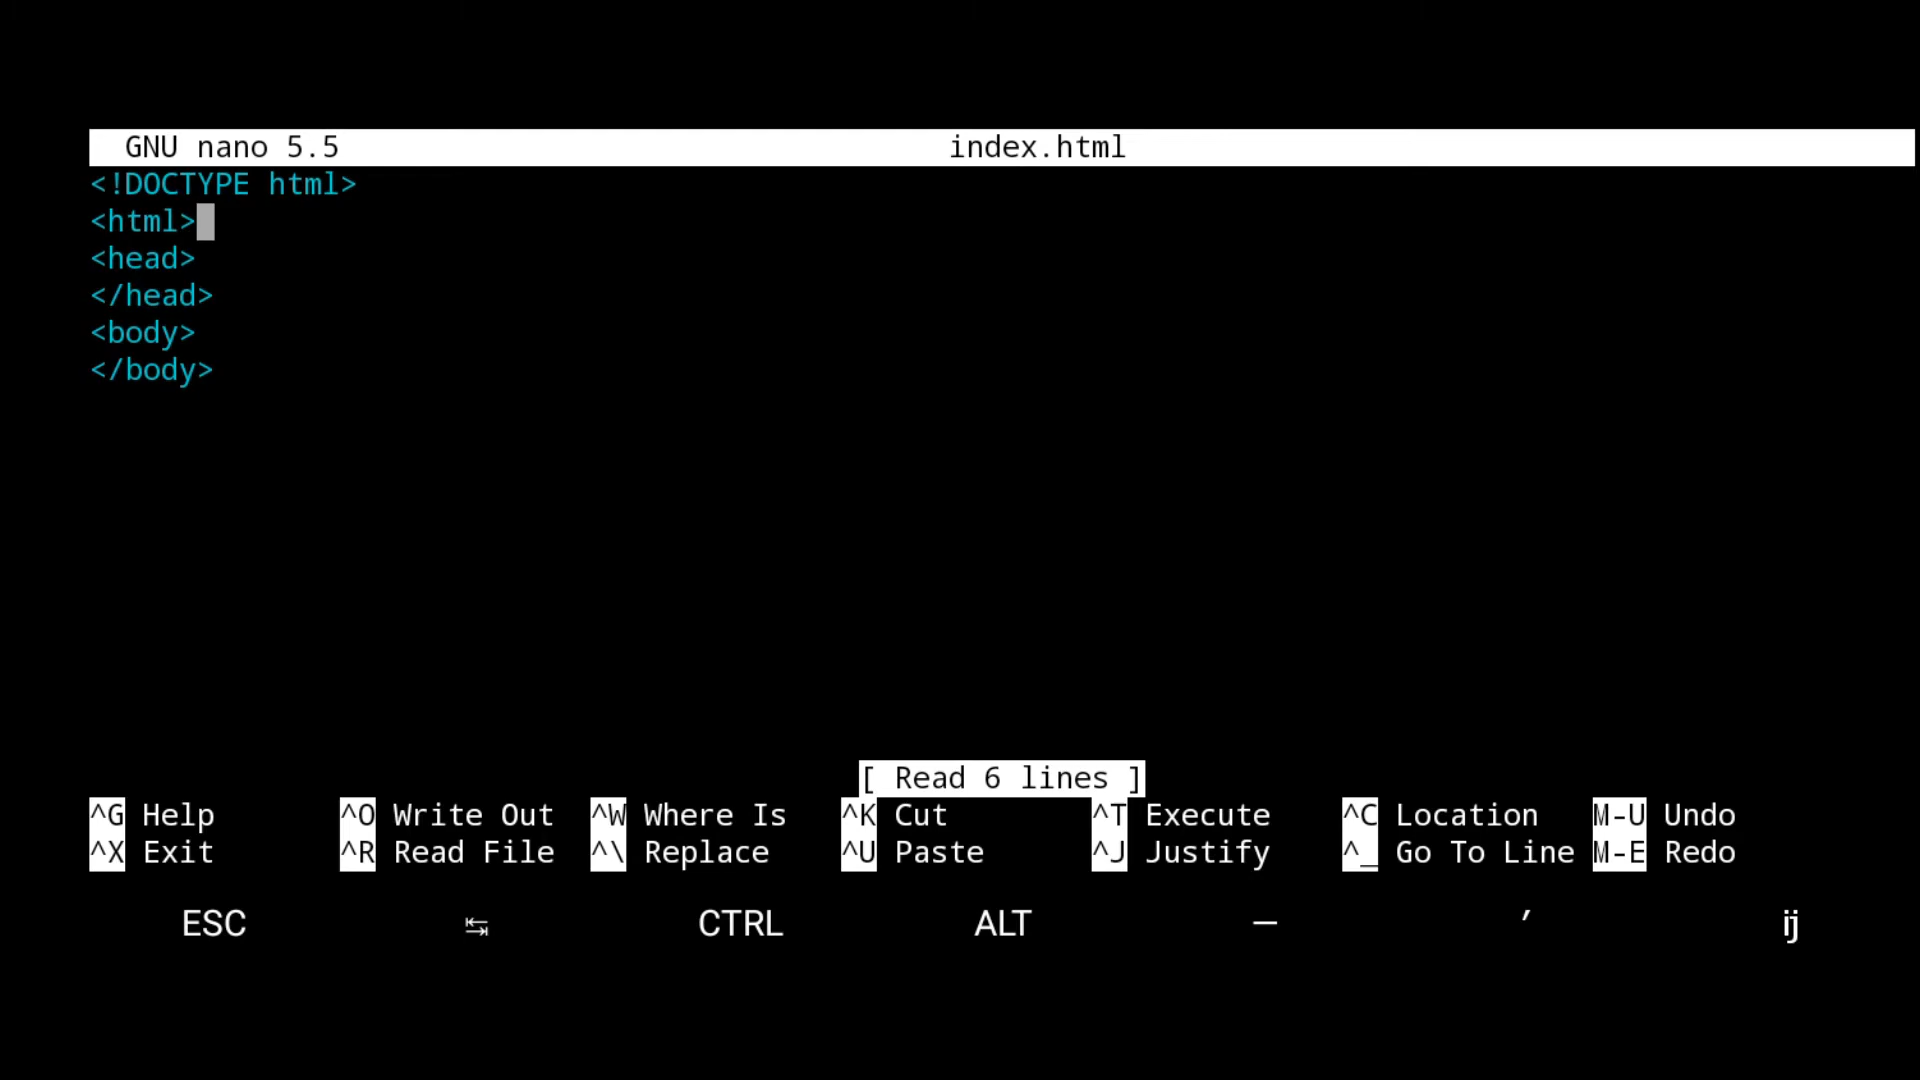 GNU nano 5.5 index.html
<!DOCTYPE html>
<html>
<head>
</head>
<body>
</body>
[ Read 6 lines ]
^G Help ^O Write Out ^W Where Is ^K Cut ^T Execute ^C Location M-U Undo
^X Exit ^R Read File ^\ Replace ^U Paste ^J Justify ^_ Go To Line M-E Redo
ESC ↹ CTRL ALT — ′ ij